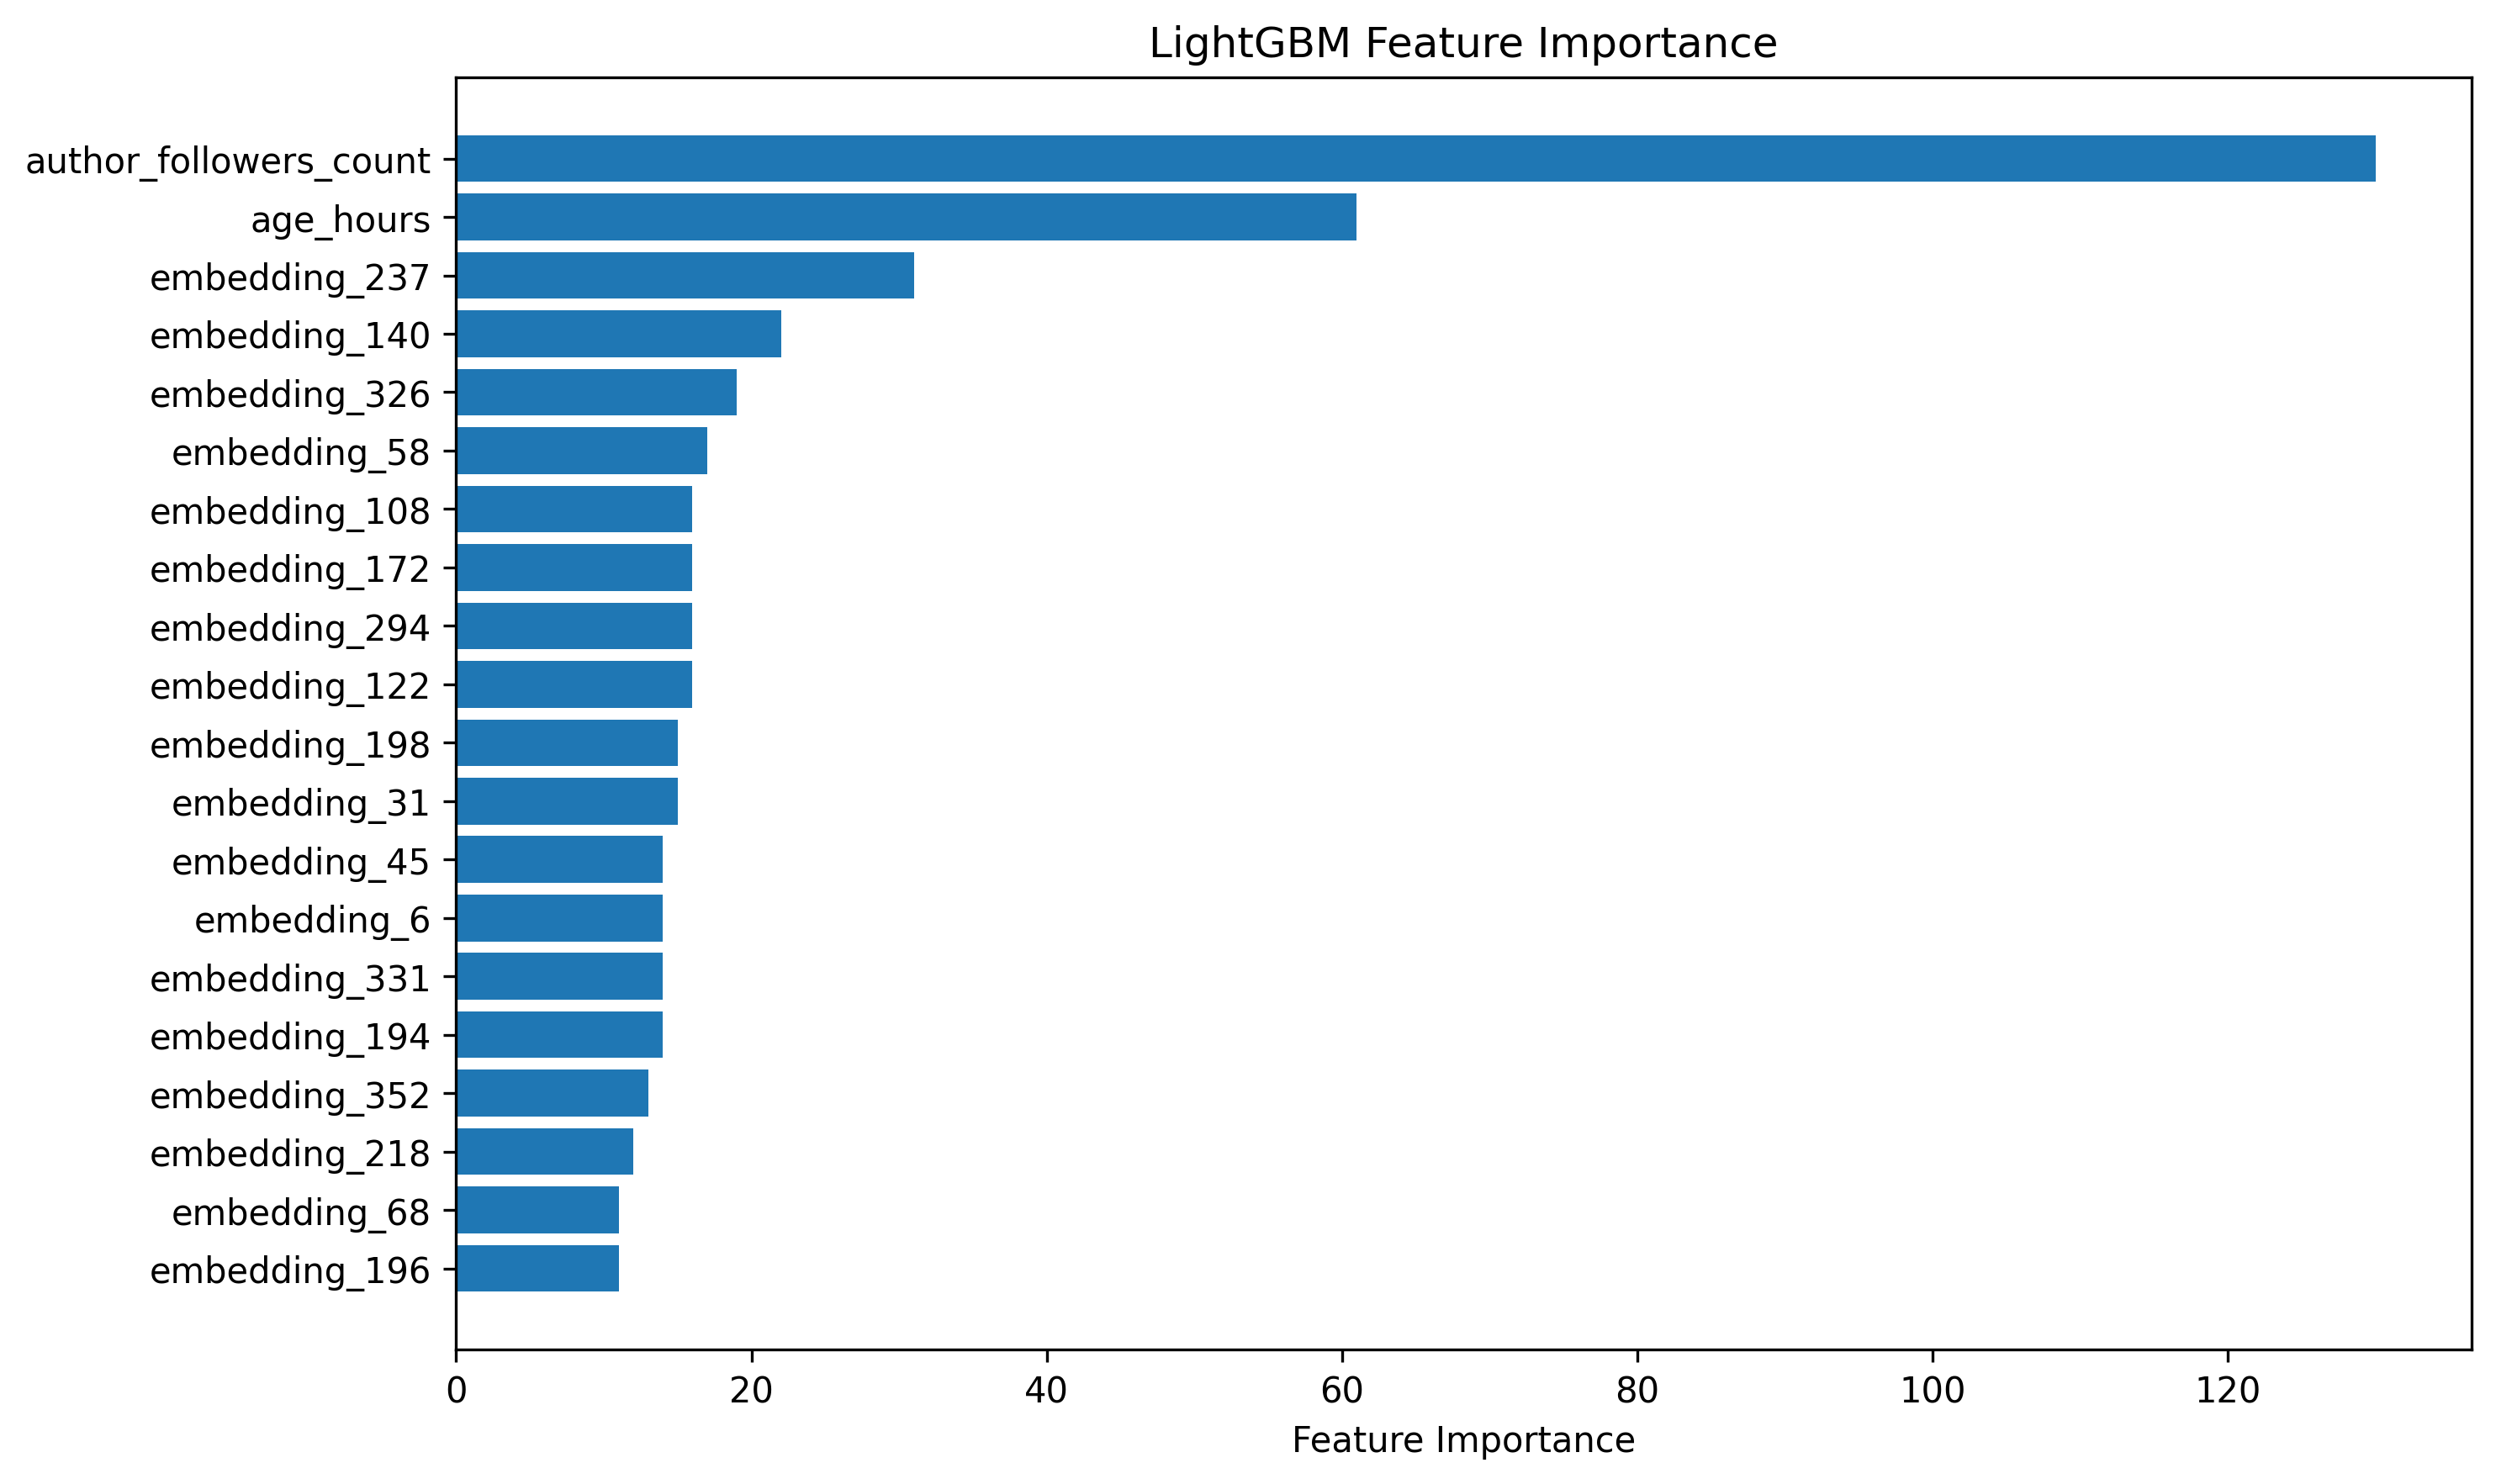 LightGBM Feature Importance
author_followers_count
age_hours
embedding_237
embedding_140
embedding_326
embedding_58
embedding_108
embedding_172
embedding_294
embedding_122
embedding_198
embedding_31
embedding_45
embedding_6
embedding_331
embedding_194
embedding_352
embedding_218
embedding_68
embedding_196
0 20 40 60 80 100 120
Feature Importance